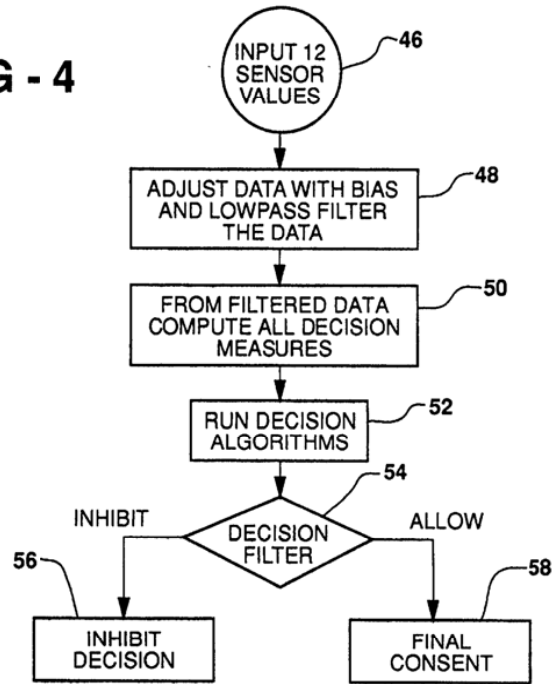 G - 4
INPUT 12
SENSOR
VALUES
46
ADJUST DATA WITH BIAS
AND LOWPASS FILTER
THE DATA
48
FROM FILTERED DATA
COMPUTE ALL DECISION
MEASURES
50
RUN DECISION
ALGORITHMS
52
54
INHIBIT
DECISION
FILTER
ALLOW
56
INHIBIT
DECISION
58
FINAL
CONSENT